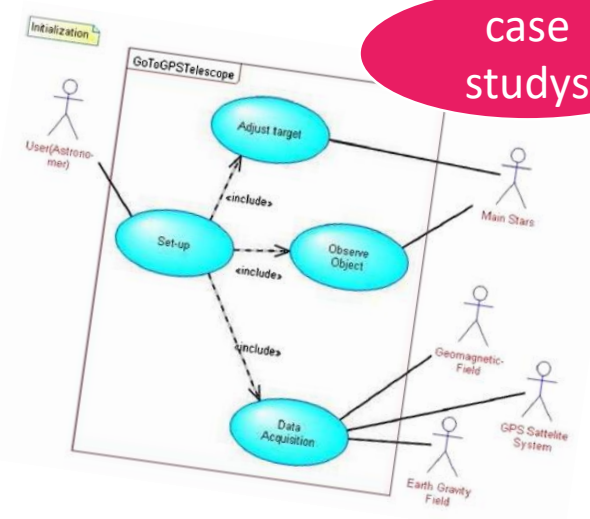 case
studys
Initialization
GoToGPSTelescope
User(Astrono-
mer)
Adjust target
Main Stars
«include»
Set-up
Observe
Object
«include»
«include»
Geomagnetic-
Field
GPS Sattelite
System
Data
Acquisition
Earth Gravity
Field